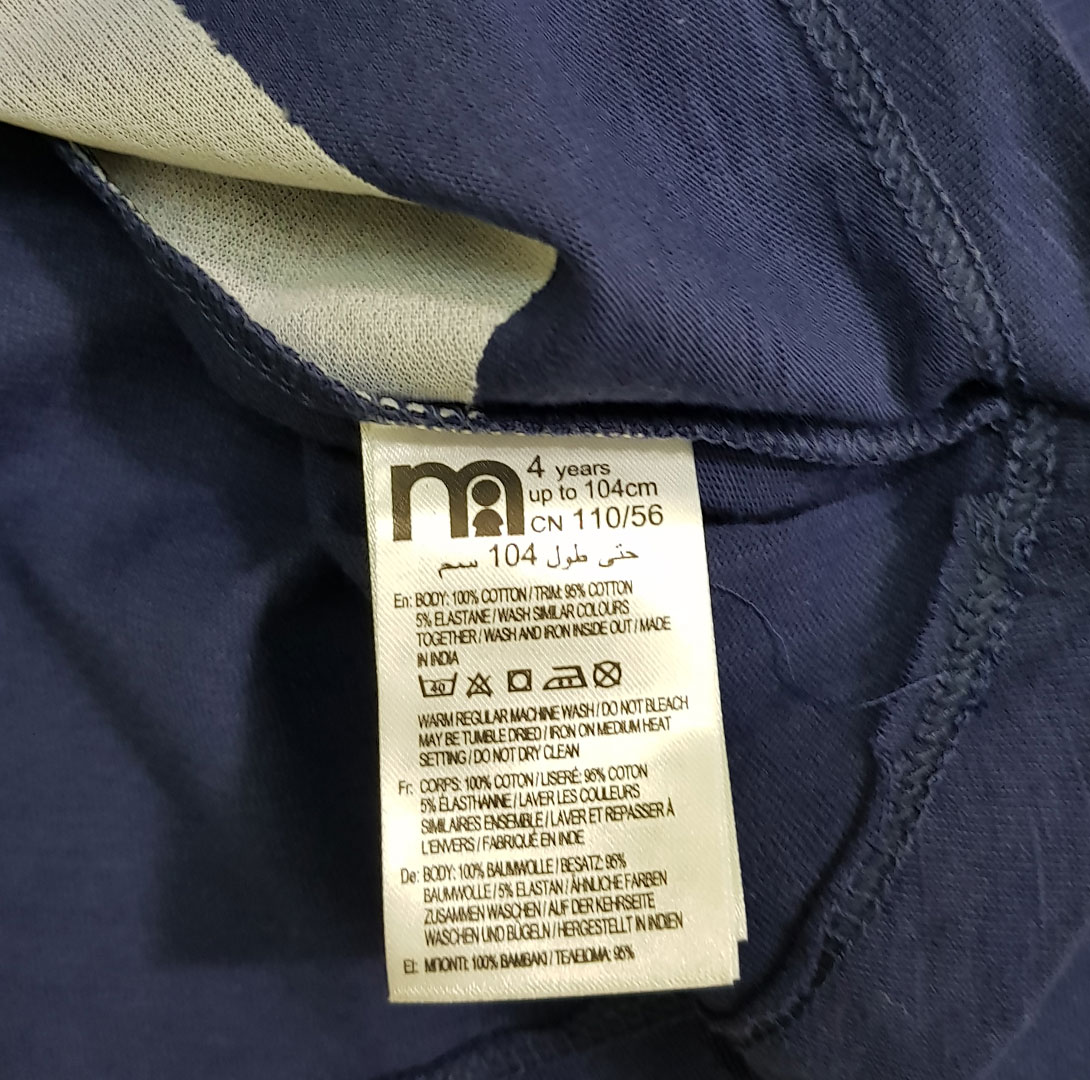 4 years
up to 104cm
CN 110/56
حتى طول 104 سم
En: BODY: 100% COTTON / TRIM: 95% COTTON
5% ELASTANE / WASH SIMILAR COLOURS
TOGETHER / WASH AND IRON INSIDE OUT / MADE
IN INDIA
40
WARM REGULAR MACHINE WASH / DO NOT BLEACH
MAY BE TUMBLE DRIED / IRON ON MEDIUM HEAT
SETTING / DO NOT DRY CLEAN
Fr: CORPS: 100% COTON / LISERÉ: 95% COTON
5% ÉLASTHANNE / LAVER LES COULEURS
SIMILAIRES ENSEMBLE / LAVER ET REPASSER À
L'ENVERS / FABRIQUÉ EN INDE
De: BODY: 100% BAUMWOLLE / BESATZ: 95%
BAUMWOLLE / 5% ELASTAN / ÄHNLICHE FARBEN
ZUSAMMEN WASCHEN / AUF DER KEHRSEITE
WASCHEN UND BÜGELN / HERGESTELLT IN INDIEN
El: ΜΠΟΝΤΙ: 100% ΒΑΜΒΑΚΙ / ΤΕΛΕΙΩΜΑ: 95%